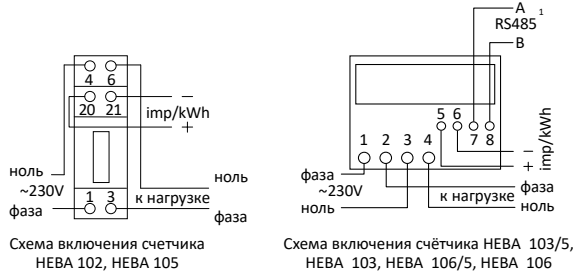 4 6
20 21
imp/kWh
−
+
ноль
~230V
фаза
1 3
ноль
к нагрузке
фаза
Схема включения счетчика
НЕВА 102, НЕВА 105
A 1
RS485
B
5 6
7 8
1 2 3 4
imp/kWh
−
+
фаза
~230V
ноль
фаза
к нагрузке
ноль
Схема включения счётчика НЕВА 103/5,
НЕВА 103, НЕВА 106/5, НЕВА 106